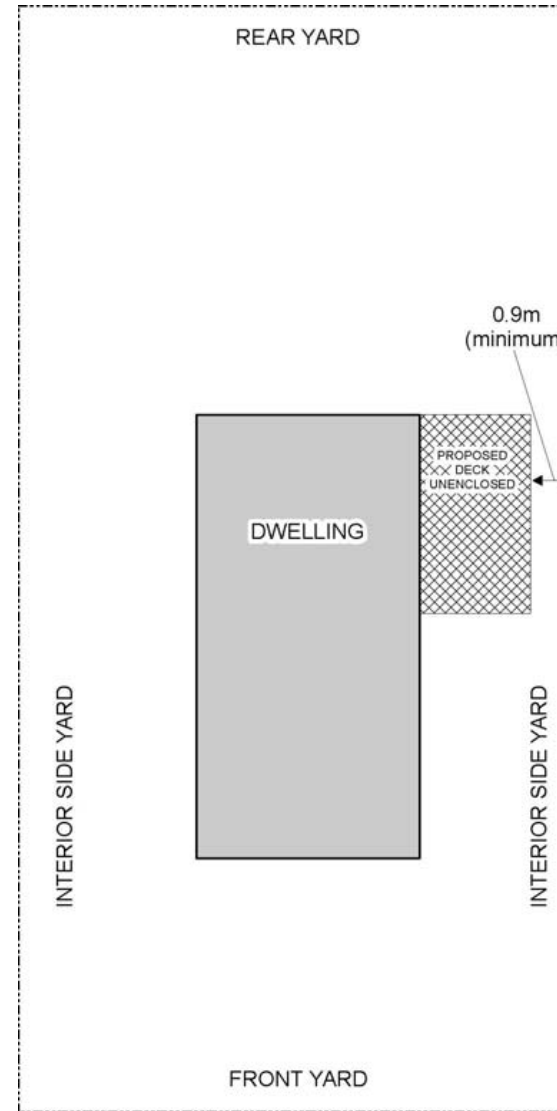 REAR YARD
0.9m
(minimum
PROPOSED
DECK
UNENCLOSED
DWELLING
INTERIOR SIDE YARD
INTERIOR SIDE YARD
FRONT YARD